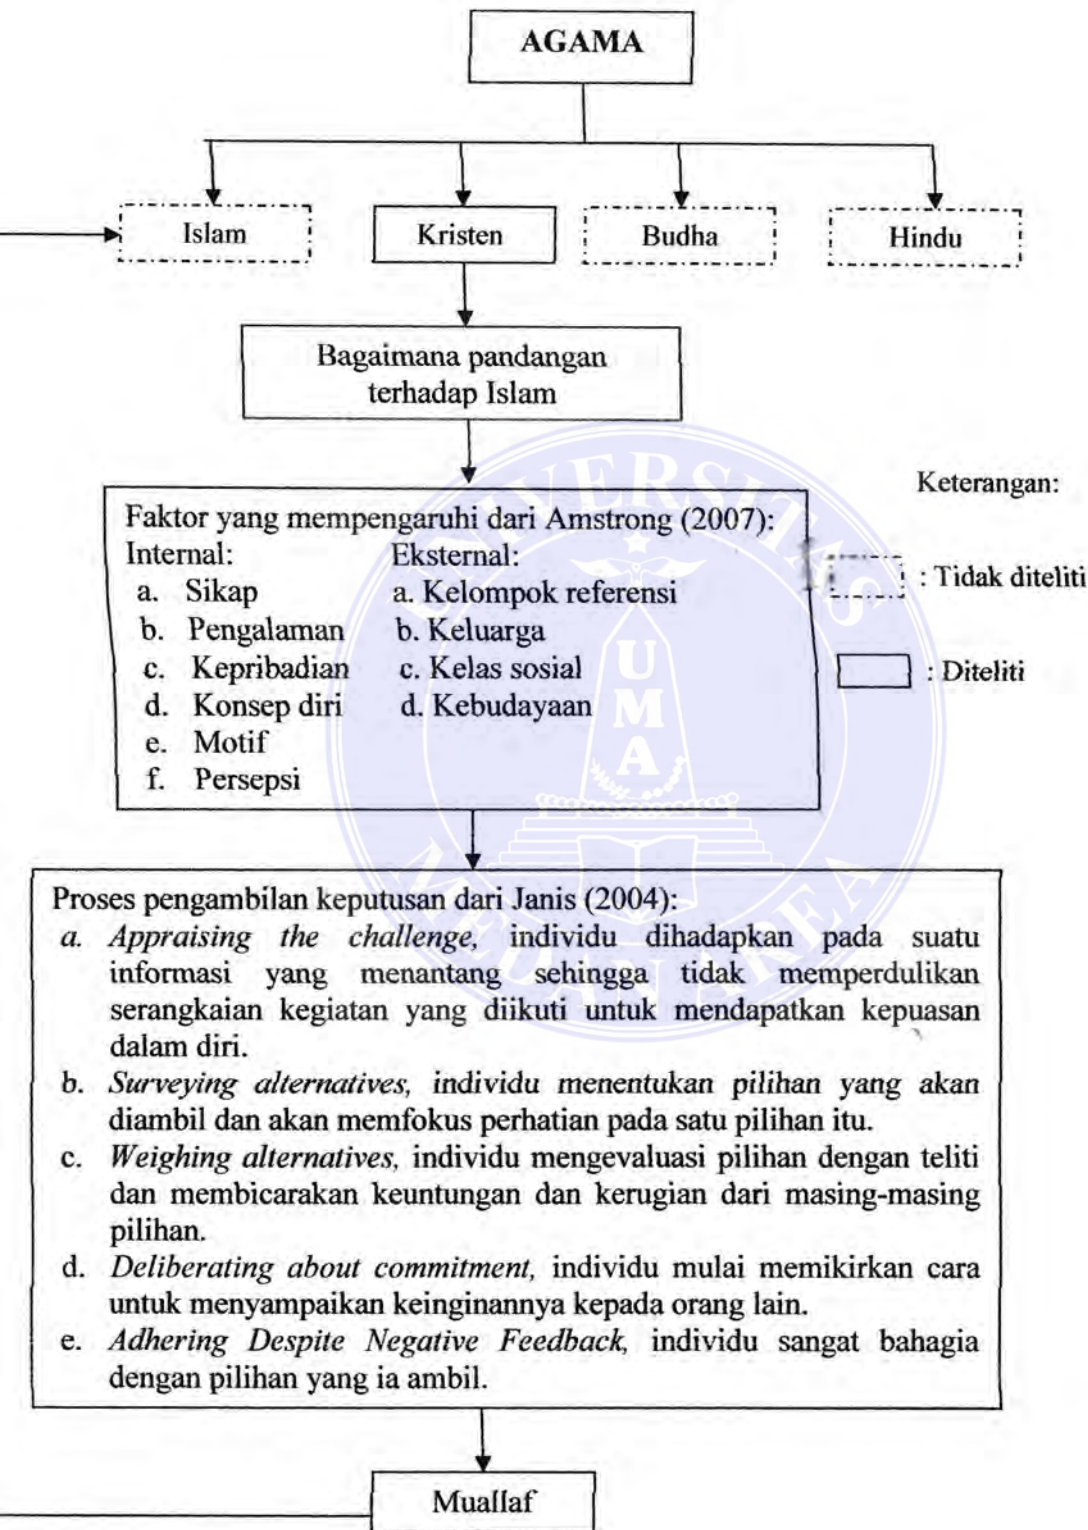 AGAMA
Islam
Kristen
Budha
Hindu
Bagaimana pandangan
terhadap Islam
Keterangan:
: Tidak diteliti
: Diteliti
Faktor yang mempengaruhi dari Amstrong (2007):
Internal: Eksternal:
a. Sikap a. Kelompok referensi
b. Pengalaman b. Keluarga
c. Kepribadian c. Kelas sosial
d. Konsep diri d. Kebudayaan
e. Motif
f. Persepsi
UNIVERSITAS
UMA
MEDAN AREA
Proses pengambilan keputusan dari Janis (2004):
a. Appraising the challenge, individu dihadapkan pada suatu
informasi yang menantang sehingga tidak memperdulikan
serangkaian kegiatan yang diikuti untuk mendapatkan kepuasan
dalam diri.
b. Surveying alternatives, individu menentukan pilihan yang akan
diambil dan akan memfokus perhatian pada satu pilihan itu.
c. Weighing alternatives, individu mengevaluasi pilihan dengan teliti
dan membicarakan keuntungan dan kerugian dari masing-masing
pilihan.
d. Deliberating about commitment, individu mulai memikirkan cara
untuk menyampaikan keinginannya kepada orang lain.
e. Adhering Despite Negative Feedback, individu sangat bahagia
dengan pilihan yang ia ambil.
Muallaf